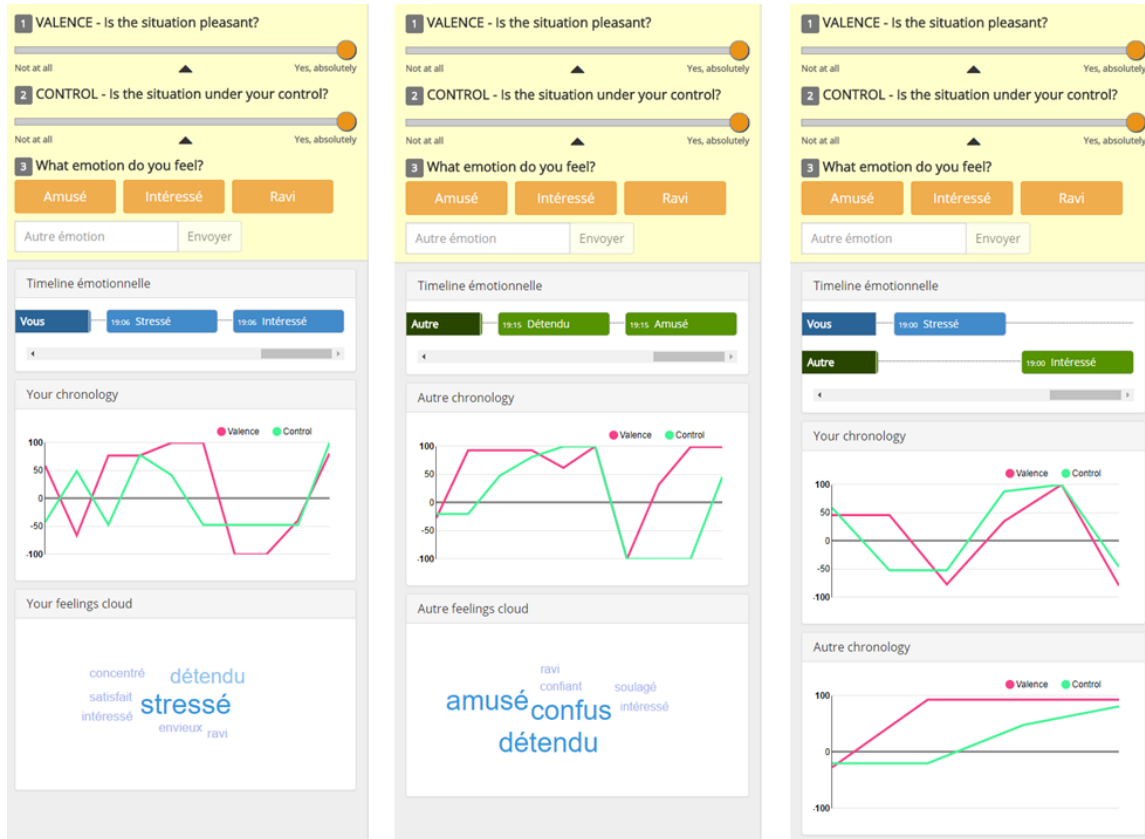 1 VALENCE - Is the situation pleasant?
Not at all Yes, absolutely
2 CONTROL - Is the situation under your control?
Not at all Yes, absolutely
3 What emotion do you feel?
Amusé Intéressé Ravi
Autre émotion Envoyer
Timeline émotionnelle
Vous 19:06 Stressé 19:06 Intéressé
Your chronology
Valence Control
100
50
0
-50
-100
Your feelings cloud
concentré détendu
satisfait stressé
intéressé
envieux ravi
1 VALENCE - Is the situation pleasant?
Not at all Yes, absolutely
2 CONTROL - Is the situation under your control?
Not at all Yes, absolutely
3 What emotion do you feel?
Amusé Intéressé Ravi
Autre émotion Envoyer
Timeline émotionnelle
Autre 19:15 Détendu 19:15 Amusé
Autre chronology
Valence Control
100
50
0
-50
-100
Autre feelings cloud
ravi
confiant soulagé
amusé confus intéressé
détendu
1 VALENCE - Is the situation pleasant?
Not at all Yes, absolutely
2 CONTROL - Is the situation under your control?
Not at all Yes, absolutely
3 What emotion do you feel?
Amusé Intéressé Ravi
Autre émotion Envoyer
Timeline émotionnelle
Vous 19:00 Stressé
Autre 19:00 Intéressé
Your chronology
Valence Control
100
50
0
-50
-100
Autre chronology
Valence Control
100
0
-100